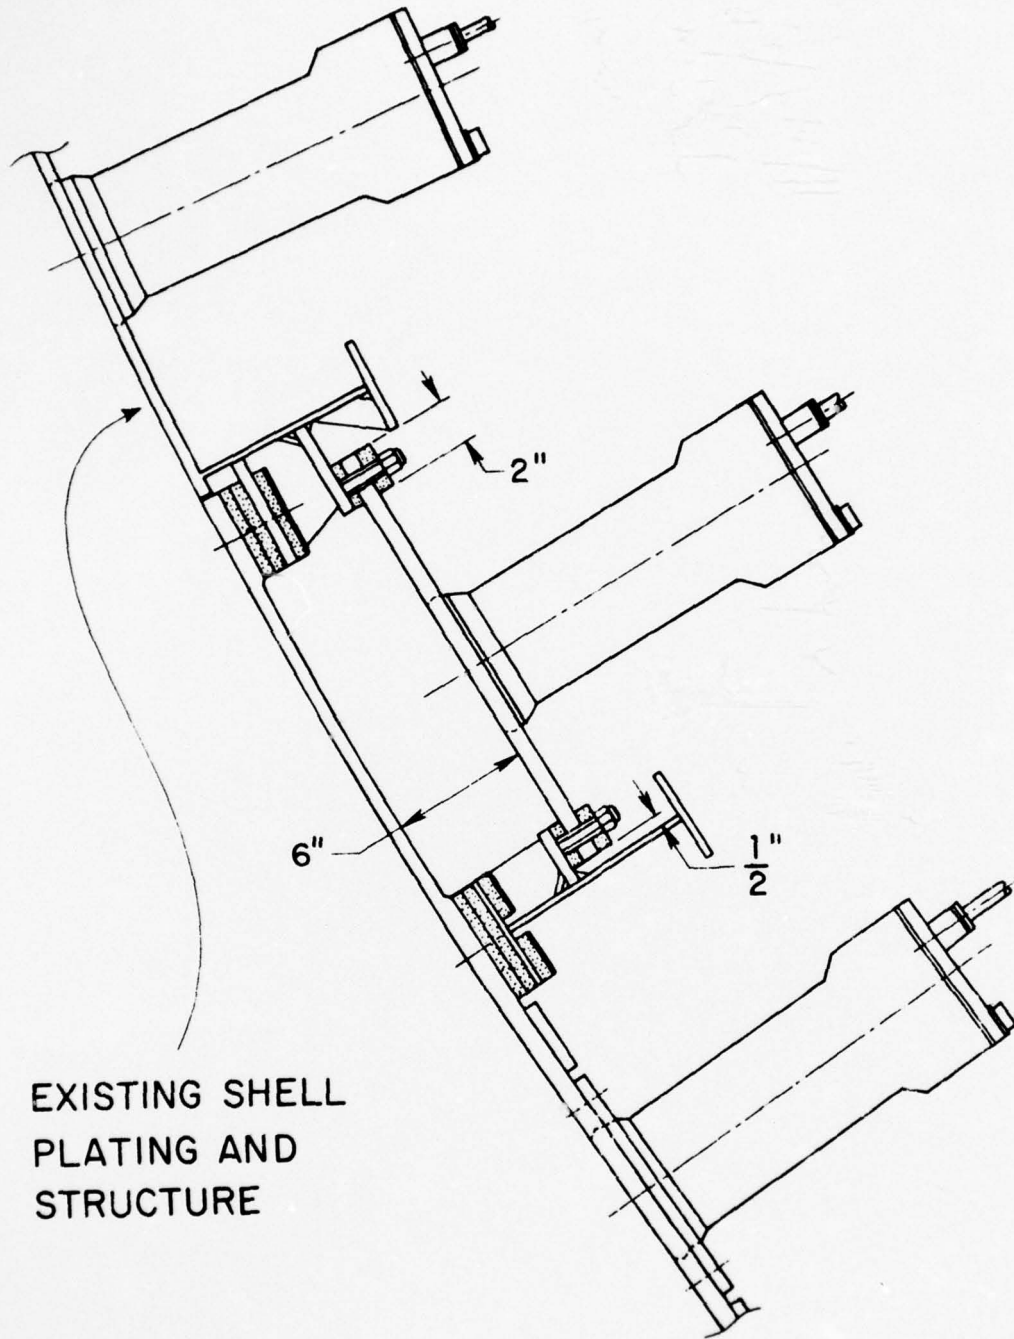 2"
6"
1/2"
EXISTING SHELL
PLATING AND
STRUCTURE